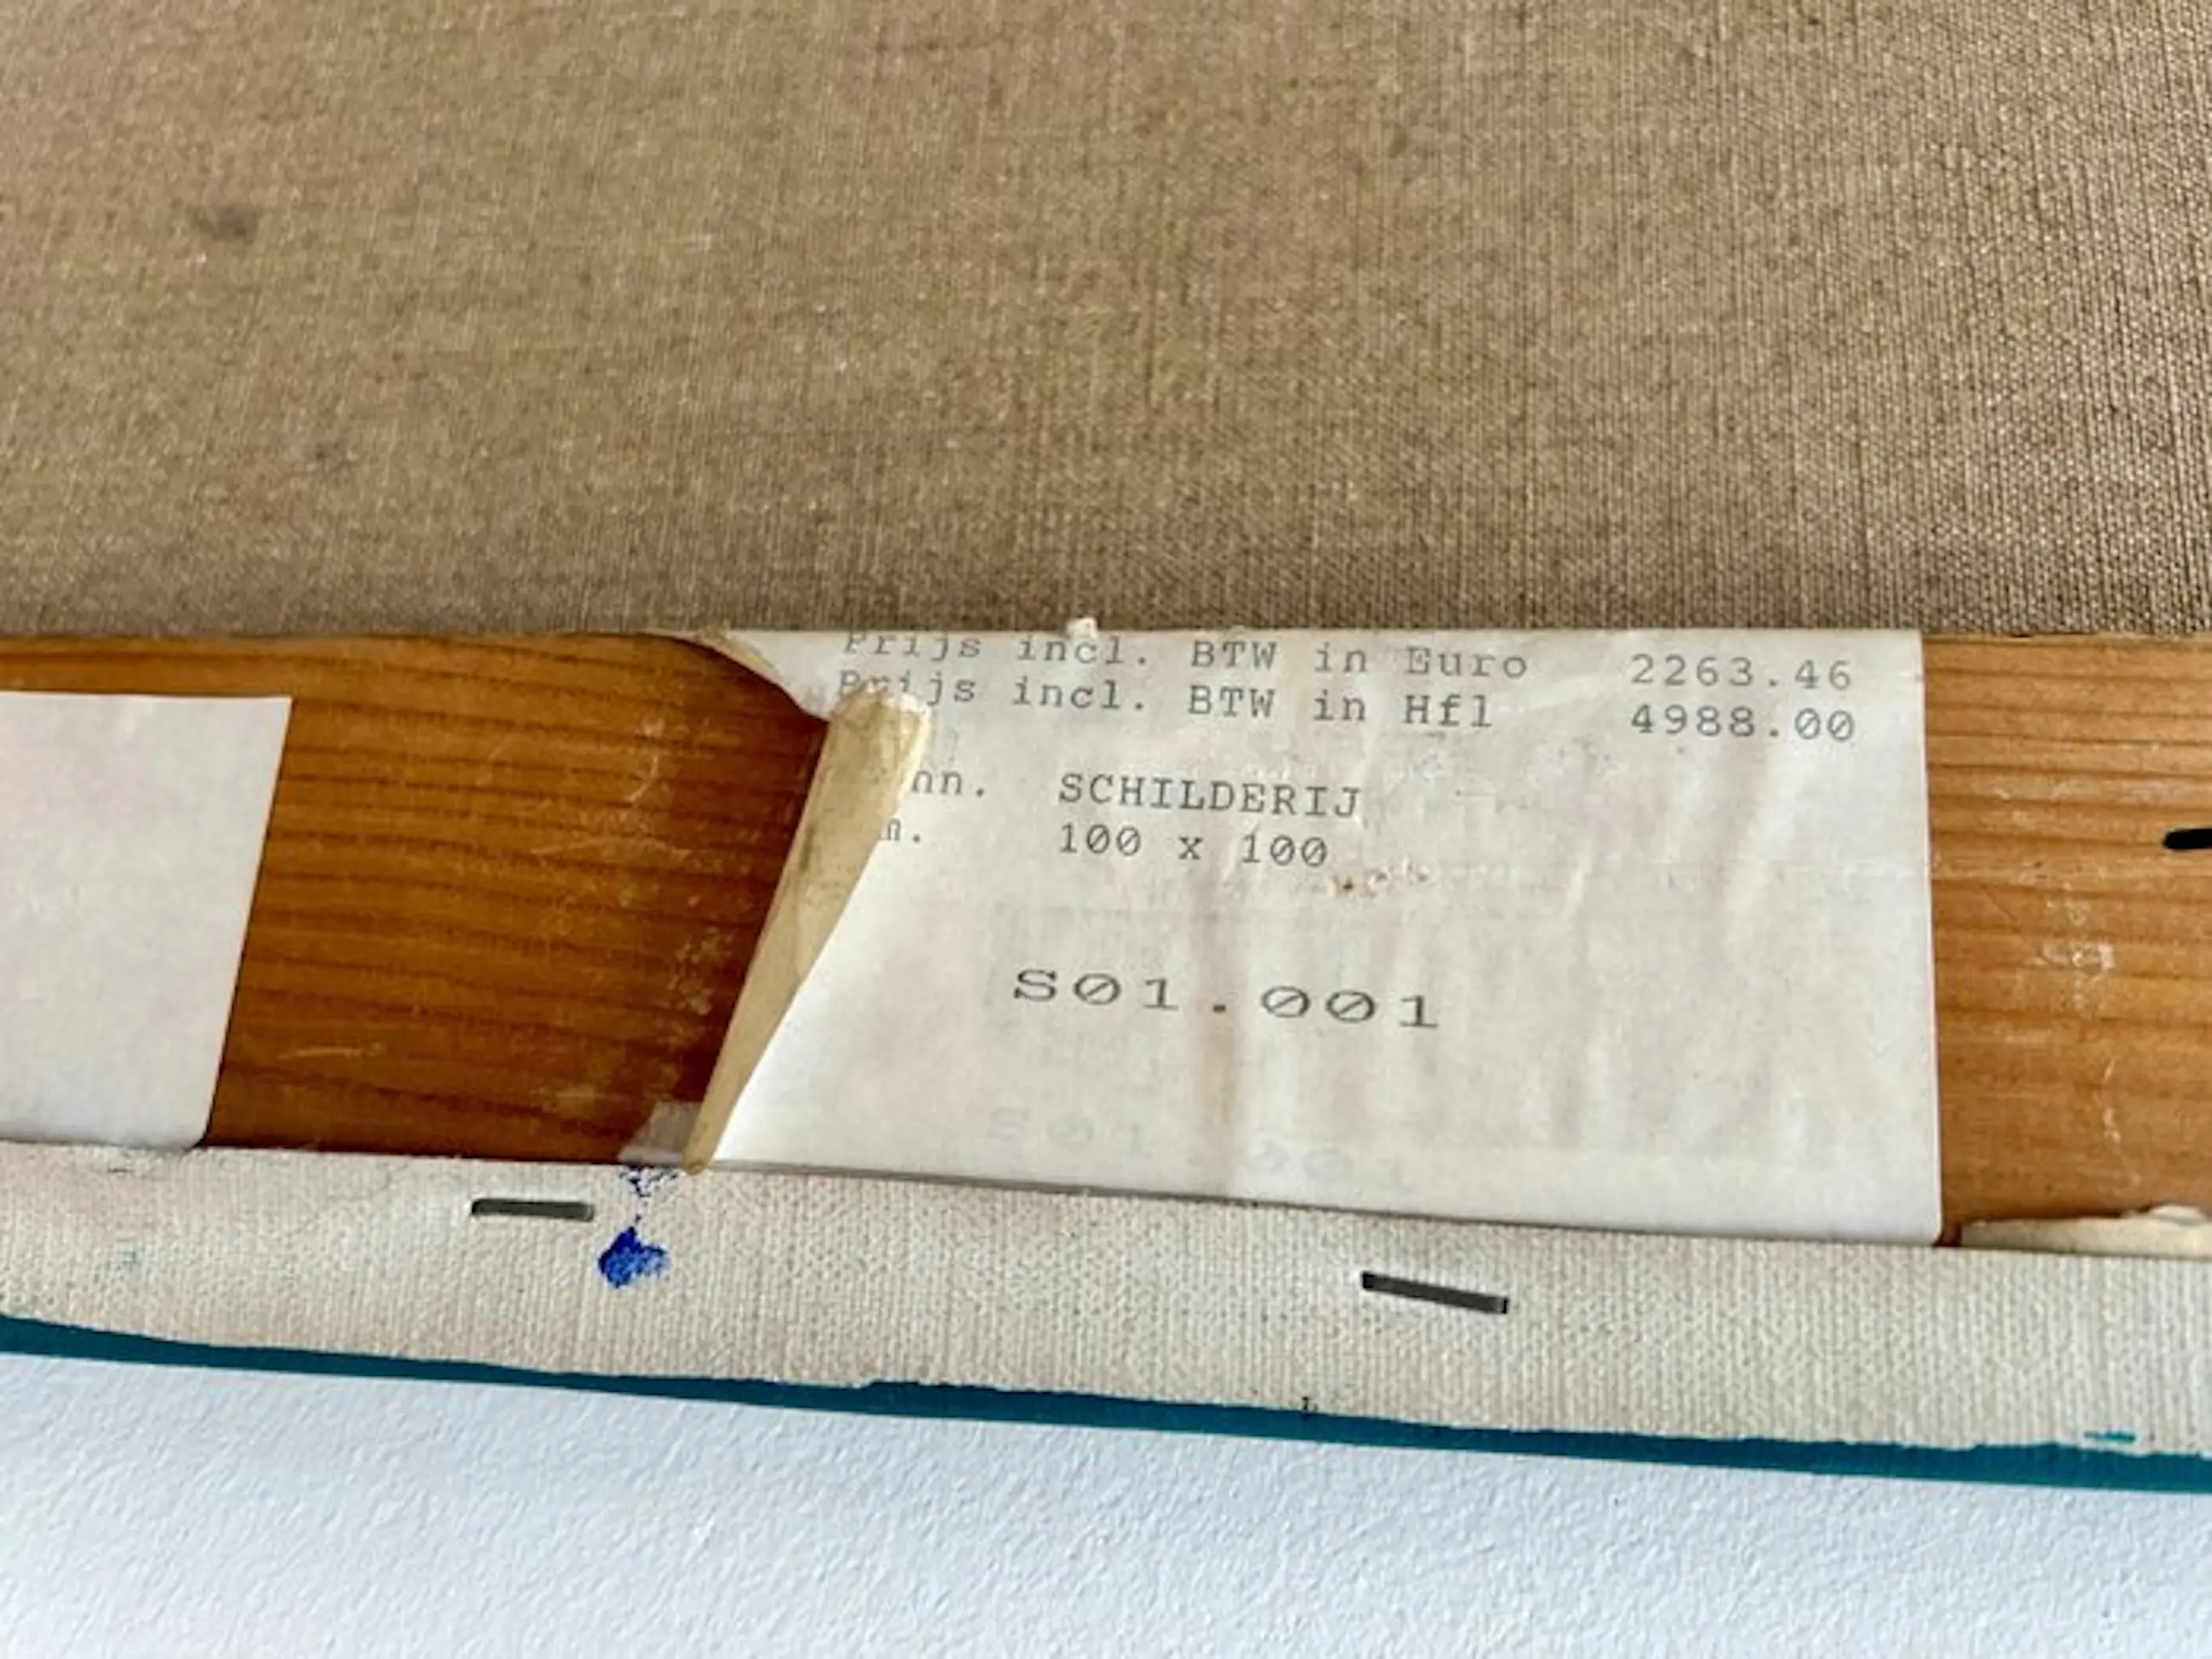 Prijs incl. BTW in Euro 2263.46
Prijs incl. BTW in Hfl 4988.00
SCHILDERIJ
100 x 100
S01.001